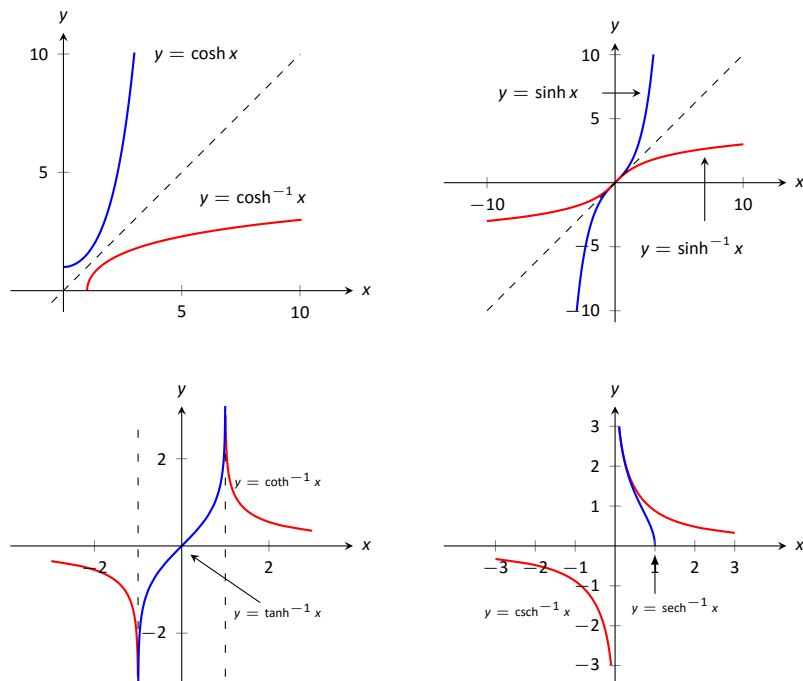 y
10
y = cosh x
5
y = cosh⁻¹ x
5
10
x
y
10
y = sinh x
5
−10
10
x
−5
y = sinh⁻¹ x
−10
y
2
y = coth⁻¹ x
−2
2
x
y = tanh⁻¹ x
−2
y
3
2
1
−3
−2
−1
1
2
3
x
−1
y = csch⁻¹ x
y = sech⁻¹ x
−2
−3